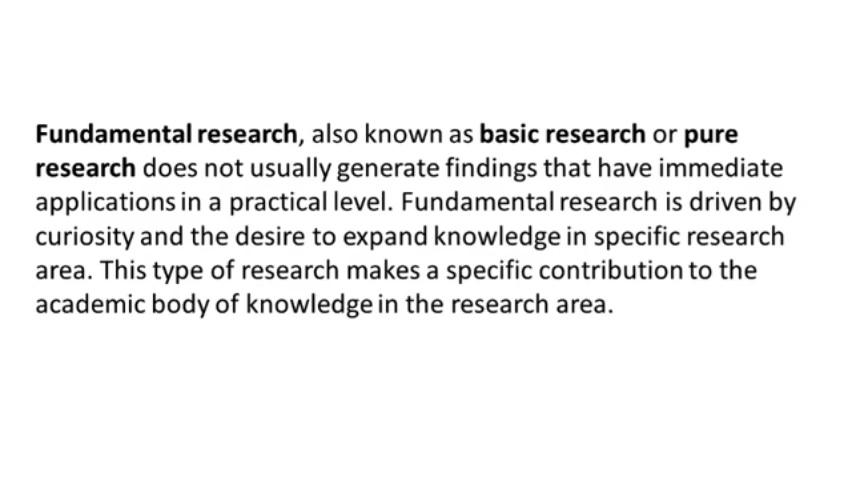 Fundamental research, also known as basic research or pure
research does not usually generate findings that have immediate
applications in a practical level. Fundamental research is driven by
curiosity and the desire to expand knowledge in specific research
area. This type of research makes a specific contribution to the
academic body of knowledge in the research area.